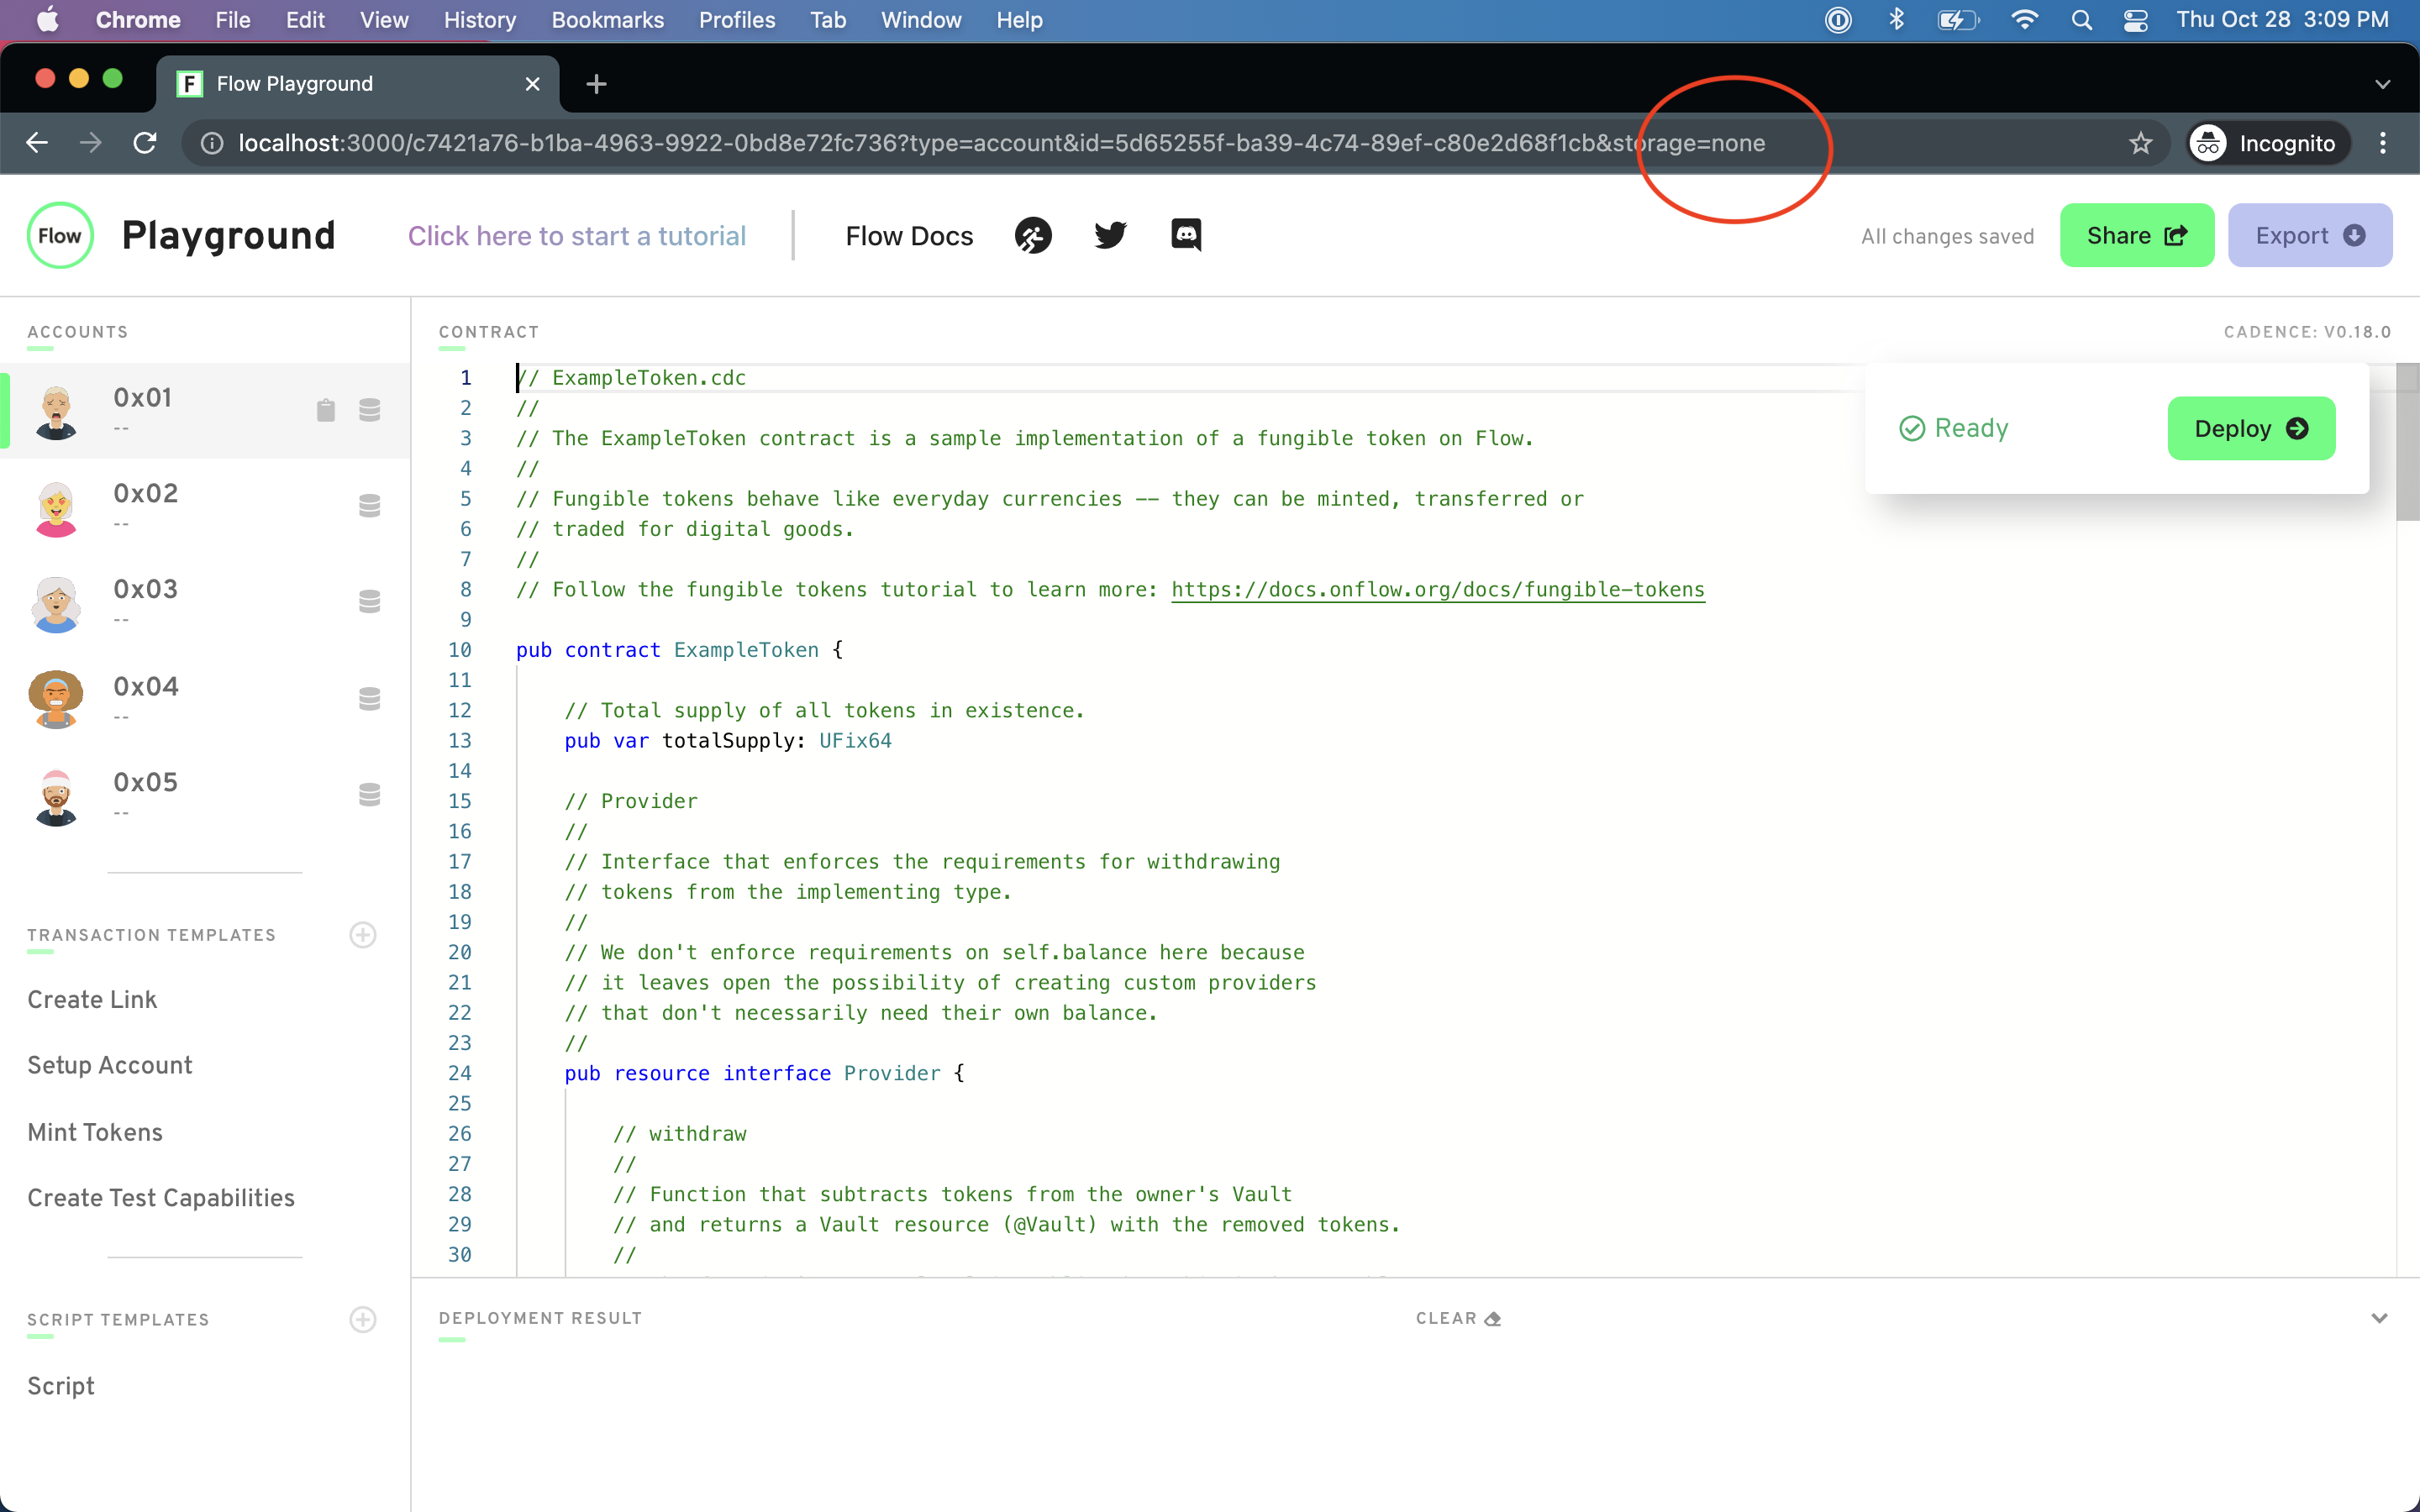 Chrome File Edit View History Bookmarks Profiles Tab Window Help Thu Oct 28 3:09 PM
F Flow Playground
localhost:3000/c7421a76-b1ba-4963-9922-0bd8e72fc736?type=account&id=5d65255f-ba39-4c74-89ef-c80e2d68f1cb&storage=none Incognito
Flow Playground Click here to start a tutorial Flow Docs All changes saved Share Export
ACCOUNTS
0x01
--
0x02
--
0x03
--
0x04
--
0x05
--
TRANSACTION TEMPLATES
Create Link
Setup Account
Mint Tokens
Create Test Capabilities
SCRIPT TEMPLATES
Script
CONTRACT CADENCE: V0.18.0
Ready Deploy
1 // ExampleToken.cdc
2 //
3 // The ExampleToken contract is a sample implementation of a fungible token on Flow.
4 //
5 // Fungible tokens behave like everyday currencies -- they can be minted, transferred or
6 // traded for digital goods.
7 //
8 // Follow the fungible tokens tutorial to learn more: https://docs.onflow.org/docs/fungible-tokens
9
10 pub contract ExampleToken {
11
12 // Total supply of all tokens in existence.
13 pub var totalSupply: UFix64
14
15 // Provider
16 //
17 // Interface that enforces the requirements for withdrawing
18 // tokens from the implementing type.
19 //
20 // We don't enforce requirements on self.balance here because
21 // it leaves open the possibility of creating custom providers
22 // that don't necessarily need their own balance.
23 //
24 pub resource interface Provider {
25
26 // withdraw
27 //
28 // Function that subtracts tokens from the owner's Vault
29 // and returns a Vault resource (@Vault) with the removed tokens.
30 //
DEPLOYMENT RESULT CLEAR